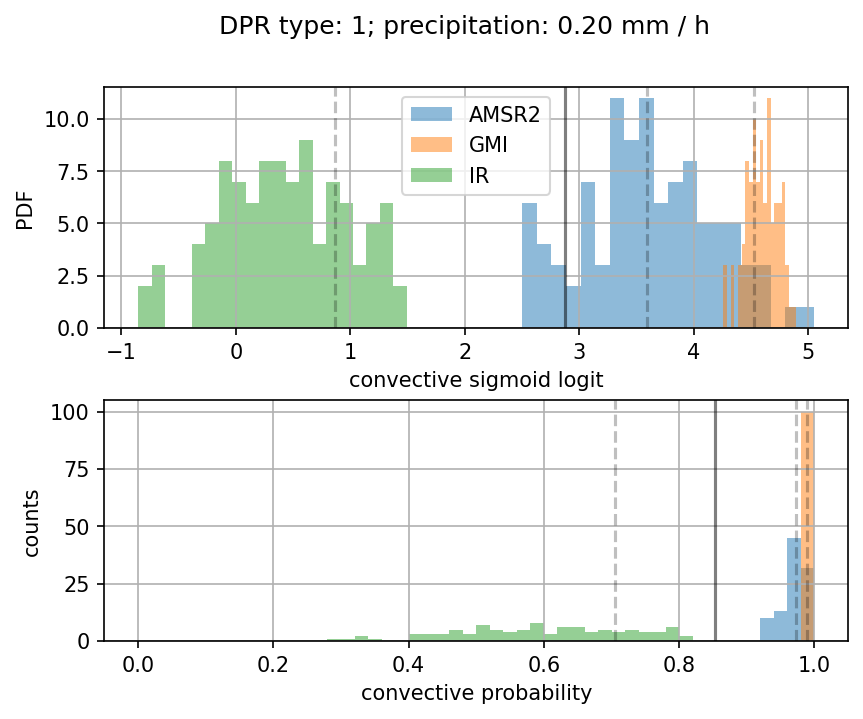 DPR type: 1; precipitation: 0.20 mm / h
10.0
7.5
5.0
2.5
0.0
PDF
AMSR2
GMI
IR
−1 0 1 2 3 4 5
convective sigmoid logit
100
75
50
25
0
counts
0.0 0.2 0.4 0.6 0.8 1.0
convective probability